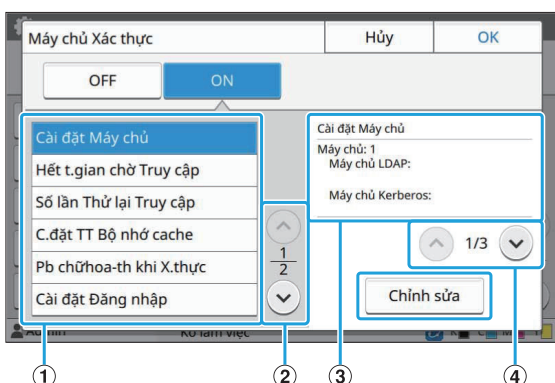 Máy chủ Xác thực
Hủy
OK
OFF
ON
Cài đặt Máy chủ
Hết t.gian chờ Truy cập
Số lần Thử lại Truy cập
C.đặt TT Bộ nhớ cache
Pb chữhoa-th khi X.thực
Cài đặt Đăng nhập
1
2
Cài đặt Máy chủ
Máy chủ: 1
Máy chủ LDAP:
Máy chủ Kerberos:
1/3
Chỉnh sửa
1
2
3
4